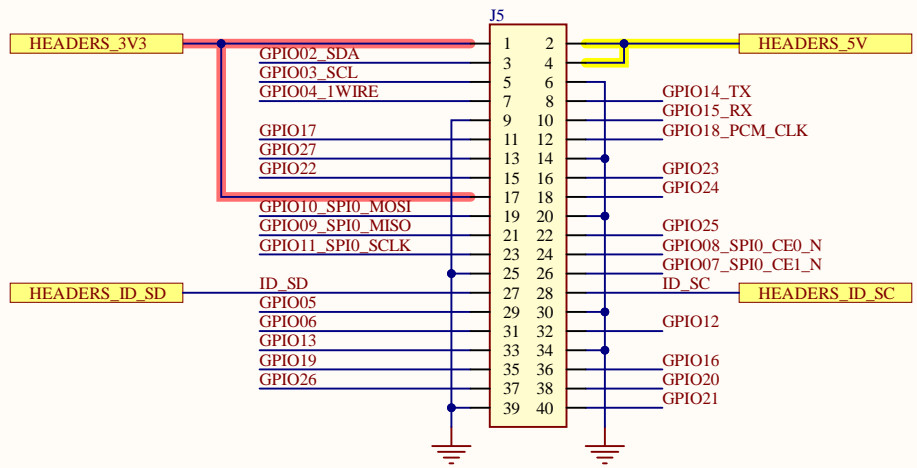 J5
HEADERS_3V3 1 2 HEADERS_5V
GPIO02_SDA 3 4
GPIO03_SCL 5 6
GPIO04_1WIRE 7 8 GPIO14_TX
9 10 GPIO15_RX
GPIO17 11 12 GPIO18_PCM_CLK
GPIO27 13 14
GPIO22 15 16 GPIO23
17 18 GPIO24
GPIO10_SPI0_MOSI 19 20
GPIO09_SPI0_MISO 21 22 GPIO25
GPIO11_SPI0_SCLK 23 24 GPIO08_SPI0_CE0_N
25 26 GPIO07_SPI0_CE1_N
HEADERS_ID_SD ID_SD 27 28 ID_SC HEADERS_ID_SC
GPIO05 29 30
GPIO06 31 32 GPIO12
GPIO13 33 34
GPIO19 35 36 GPIO16
GPIO26 37 38 GPIO20
39 40 GPIO21